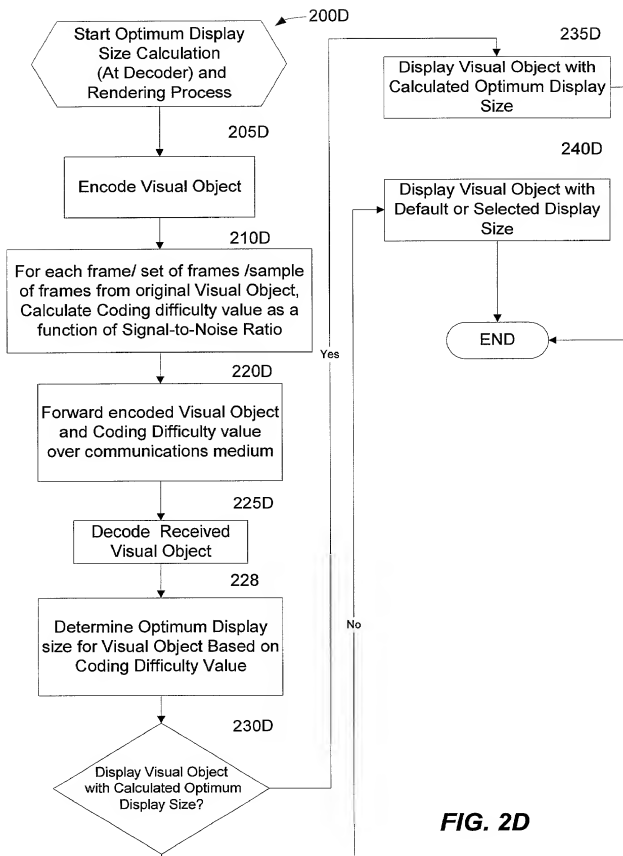 200D
Start Optimum Display
Size Calculation
(At Decoder) and
Rendering Process
205D
Encode Visual Object
210D
For each frame/ set of frames /sample
of frames from original Visual Object,
Calculate Coding difficulty value as a
function of Signal-to-Noise Ratio
220D
Forward encoded Visual Object
and Coding Difficulty value
over communications medium
225D
Decode Received
Visual Object
228
Determine Optimum Display
size for Visual Object Based on
Coding Difficulty Value
230D
Display Visual Object
with Calculated Optimum
Display Size?
Yes
No
235D
Display Visual Object with
Calculated Optimum Display
Size
240D
Display Visual Object with
Default or Selected Display
Size
END
FIG. 2D